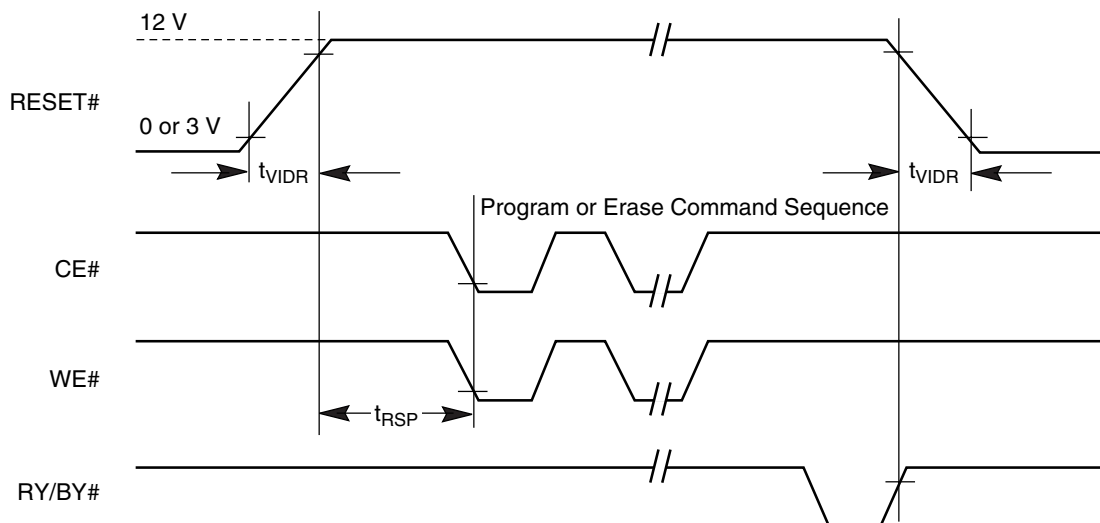 12 V
RESET#
0 or 3 V
tVIDR
tVIDR
Program or Erase Command Sequence
CE#
WE#
tRSP
RY/BY#